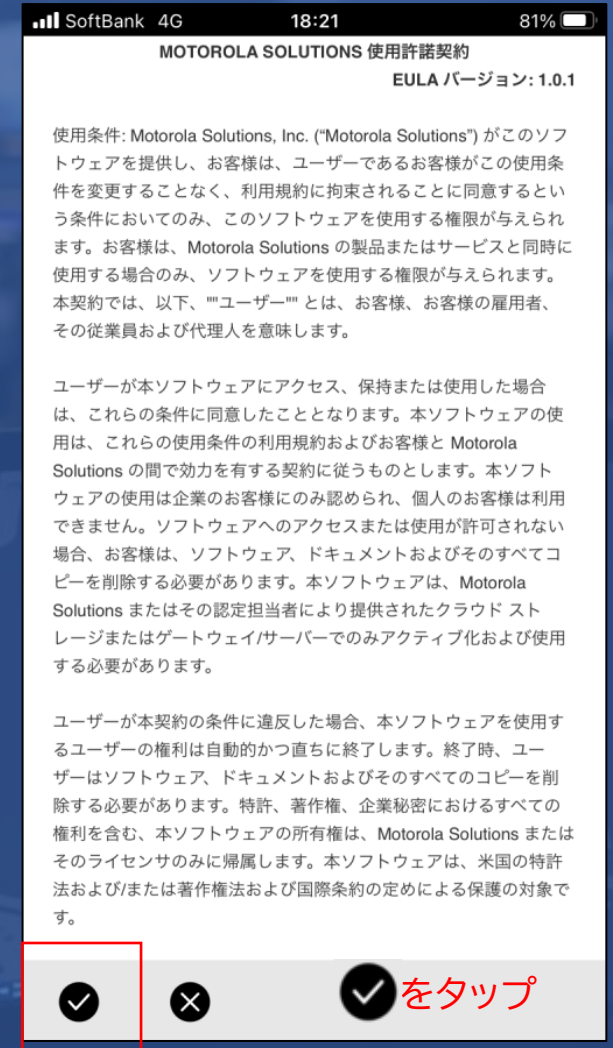 SoftBank 4G 18:21 81%
MOTOROLA SOLUTIONS 使用許諾契約
EULA バージョン: 1.0.1
使用条件: Motorola Solutions, Inc. (“Motorola Solutions”) がこのソフ
トウェアを提供し、お客様は、ユーザーであるお客様がこの使用条
件を変更することなく、利用規約に拘束されることに同意するとい
う条件においてのみ、このソフトウェアを使用する権限が与えられ
ます。お客様は、Motorola Solutions の製品またはサービスと同時に
使用する場合のみ、ソフトウェアを使用する権限が与えられます。
本契約では、以下、""ユーザー"" とは、お客様、お客様の雇用者、
その従業員および代理人を意味します。
ユーザーが本ソフトウェアにアクセス、保持または使用した場合
は、これらの条件に同意したこととなります。本ソフトウェアの使
用は、これらの使用条件の利用規約およびお客様と Motorola
Solutions の間で効力を有する契約に従うものとします。本ソフト
ウェアの使用は企業のお客様にのみ認められ、個人のお客様は利用
できません。ソフトウェアへのアクセスまたは使用が許可されない
場合、お客様は、ソフトウェア、ドキュメントおよびそのすべてコ
ピーを削除する必要があります。本ソフトウェアは、Motorola
Solutions またはその認定担当者により提供されたクラウド スト
レージまたはゲートウェイ/サーバーでのみアクティブ化および使用
する必要があります。
ユーザーが本契約の条件に違反した場合、本ソフトウェアを使用す
るユーザーの権利は自動的かつ直ちに終了します。終了時、ユー
ザーはソフトウェア、ドキュメントおよびそのすべてのコピーを削
除する必要があります。特許、著作権、企業秘密におけるすべての
権利を含む、本ソフトウェアの所有権は、Motorola Solutions または
そのライセンサのみに帰属します。本ソフトウェアは、米国の特許
法および/または著作権法および国際条約の定めによる保護の対象で
す。
をタップ